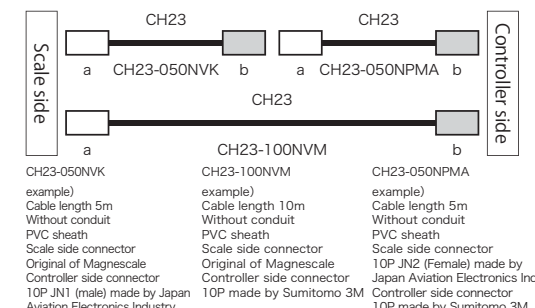 CH23
CH23
Scale side
Controller side
a
CH23-050NVK
b
a
CH23-050NPMA
b
CH23
a
CH23-100NVM
b
CH23-050NVK
example)
Cable length 5m
Without conduit
PVC sheath
Scale side connector
Original of Magnescale
Controller side connector
10P JN1 (male) made by Japan
Aviation Electronics Industry
CH23-100NVM
example)
Cable length 10m
Without conduit
PVC sheath
Scale side connector
Original of Magnescale
Controller side connector
10P made by Sumitomo 3M
CH23-050NPMA
example)
Cable length 5m
Without conduit
PVC sheath
Scale side connector
10P JN2 (Female) made by
Japan Aviation Electronics Inc
Controller side connector
10P made by Sumitomo 3M